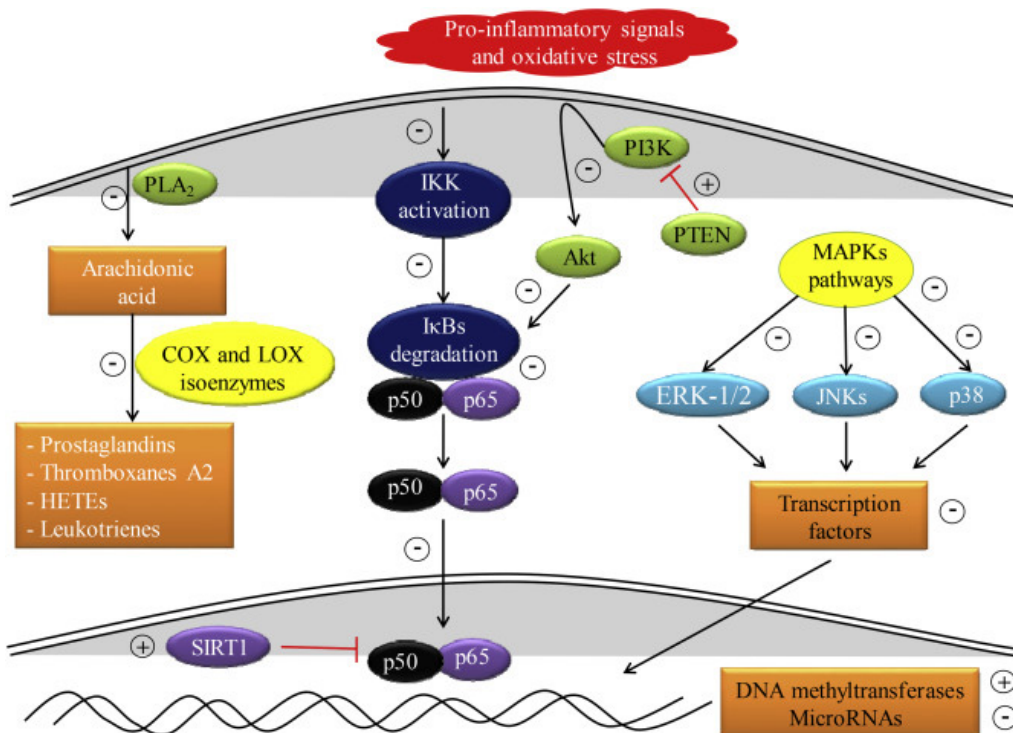 Pro-inflammatory signals
and oxidative stress
-
PI3K
-
+
PLA₂
-
IKK
activation
PTEN
Akt
MAPKs
pathways
-
Arachidonic
acid
-
-
IκBs
degradation
-
-
-
-
COX and LOX
isoenzymes
-
p50
p65
ERK-1/2
JNKs
p38
- Prostaglandins
- Thromboxanes A2
- HETEs
- Leukotrienes
p50
p65
Transcription
factors
-
-
+
SIRT1
p50
p65
DNA methyltransferases
MicroRNAs
+
-